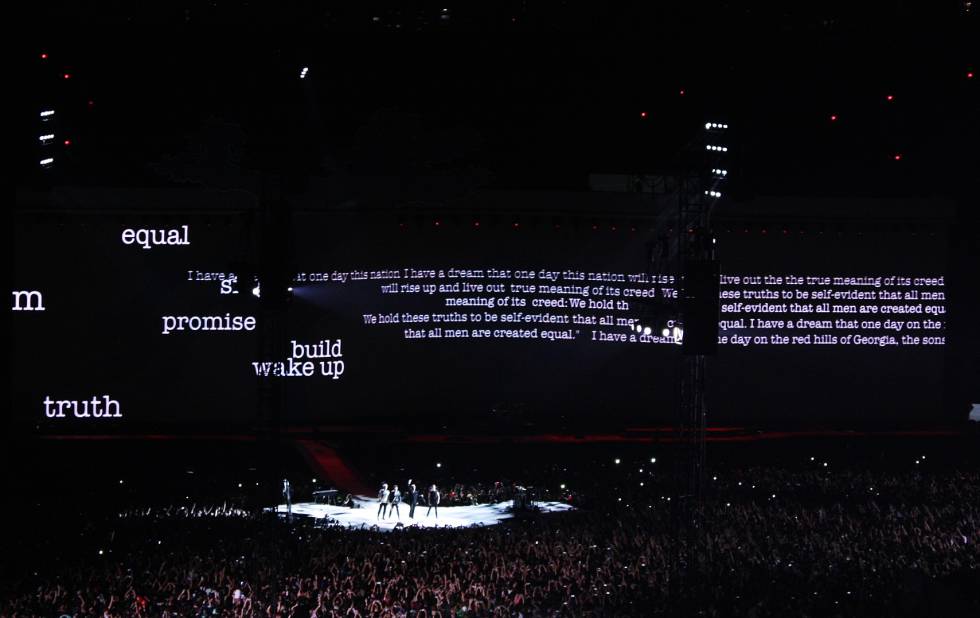 equal
I have a
at one day this nation I have a dream that one day this nation will rise
live out the the true meaning of its creed
will rise up and live out true meaning of its creed We
these truths to be self-evident that all men
m
meaning of its creed: We hold th
self-evident that all men are created equa
promise
We hold these truths to be self-evident that all me
equal. I have a dream that one day on the
that all men are created equal." I have a dream
day on the red hills of Georgia, the sons
build
wake up
truth